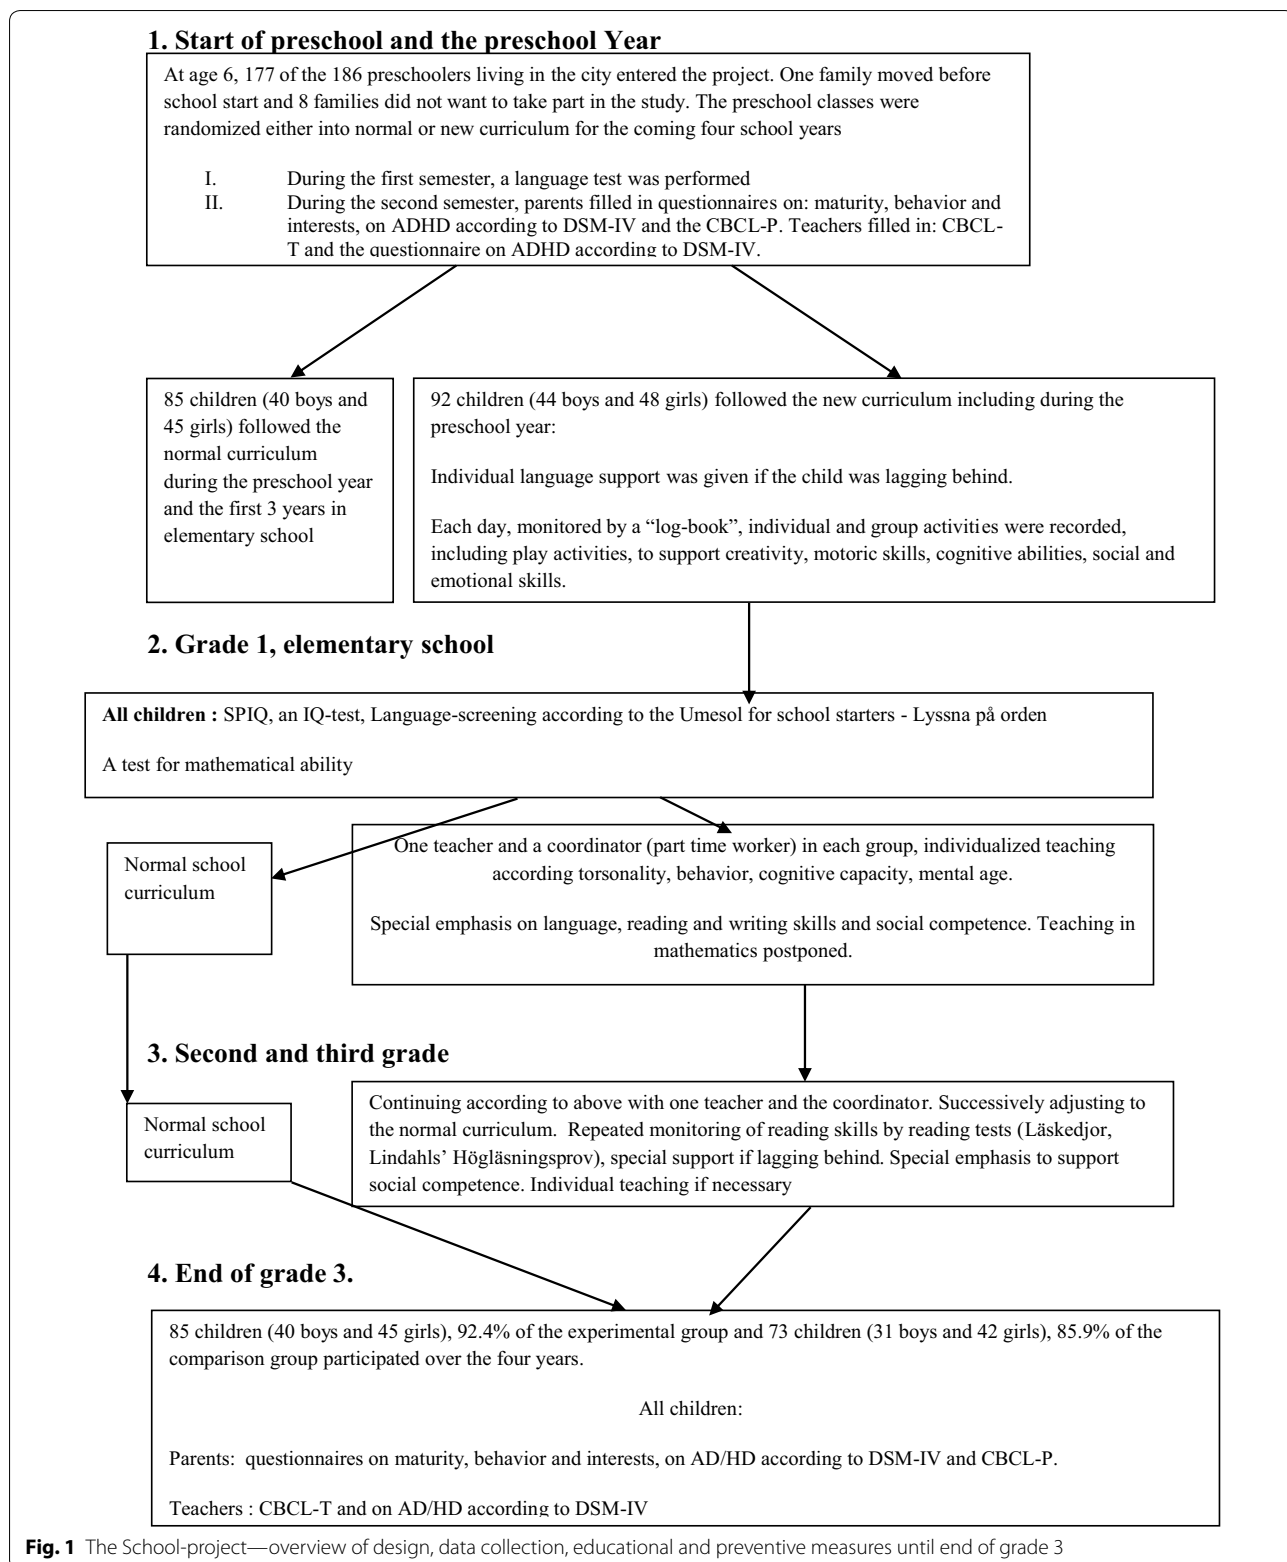 1. Start of preschool and the preschool Year
At age 6, 177 of the 186 preschoolers living in the city entered the project. One family moved before
school start and 8 families did not want to take part in the study. The preschool classes were
randomized either into normal or new curriculum for the coming four school years
I. During the first semester, a language test was performed
II. During the second semester, parents filled in questionnaires on: maturity, behavior and
interests, on ADHD according to DSM-IV and the CBCL-P. Teachers filled in: CBCL-
T and the questionnaire on ADHD according to DSM-IV.
85 children (40 boys and
45 girls) followed the
normal curriculum
during the preschool year
and the first 3 years in
elementary school
92 children (44 boys and 48 girls) followed the new curriculum including during the
preschool year:
Individual language support was given if the child was lagging behind.
Each day, monitored by a “log-book”, individual and group activities were recorded,
including play activities, to support creativity, motoric skills, cognitive abilities, social and
emotional skills.
2. Grade 1, elementary school
All children : SPIQ, an IQ-test, Language-screening according to the Umesol for school starters - Lyssna på orden
A test for mathematical ability
Normal school
curriculum
One teacher and a coordinator (part time worker) in each group, individualized teaching
according torsonality, behavior, cognitive capacity, mental age.
Special emphasis on language, reading and writing skills and social competence. Teaching in
mathematics postponed.
3. Second and third grade
Normal school
curriculum
Continuing according to above with one teacher and the coordinator. Successively adjusting to
the normal curriculum. Repeated monitoring of reading skills by reading tests (Läskedjor,
Lindahls’ Högläsningsprov), special support if lagging behind. Special emphasis to support
social competence. Individual teaching if necessary
4. End of grade 3.
85 children (40 boys and 45 girls), 92.4% of the experimental group and 73 children (31 boys and 42 girls), 85.9% of the
comparison group participated over the four years.
All children:
Parents: questionnaires on maturity, behavior and interests, on AD/HD according to DSM-IV and CBCL-P.
Teachers : CBCL-T and on AD/HD according to DSM-IV
Fig. 1 The School-project—overview of design, data collection, educational and preventive measures until end of grade 3